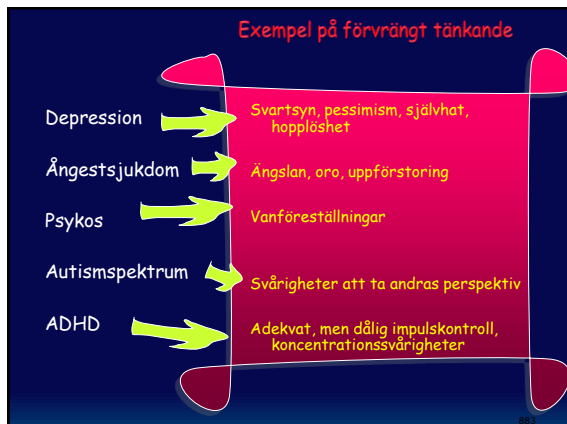 Exempel på förvrängt tänkande
Depression
Svartsyn, pessimism, självhat,
hopplöshet
Ångestsjukdom
Ängslan, oro, uppförstoring
Psykos
Vanföreställningar
Autismspektrum
Svårigheter att ta andras perspektiv
ADHD
Adekvat, men dålig impulskontroll,
koncentrationssvårigheter
883